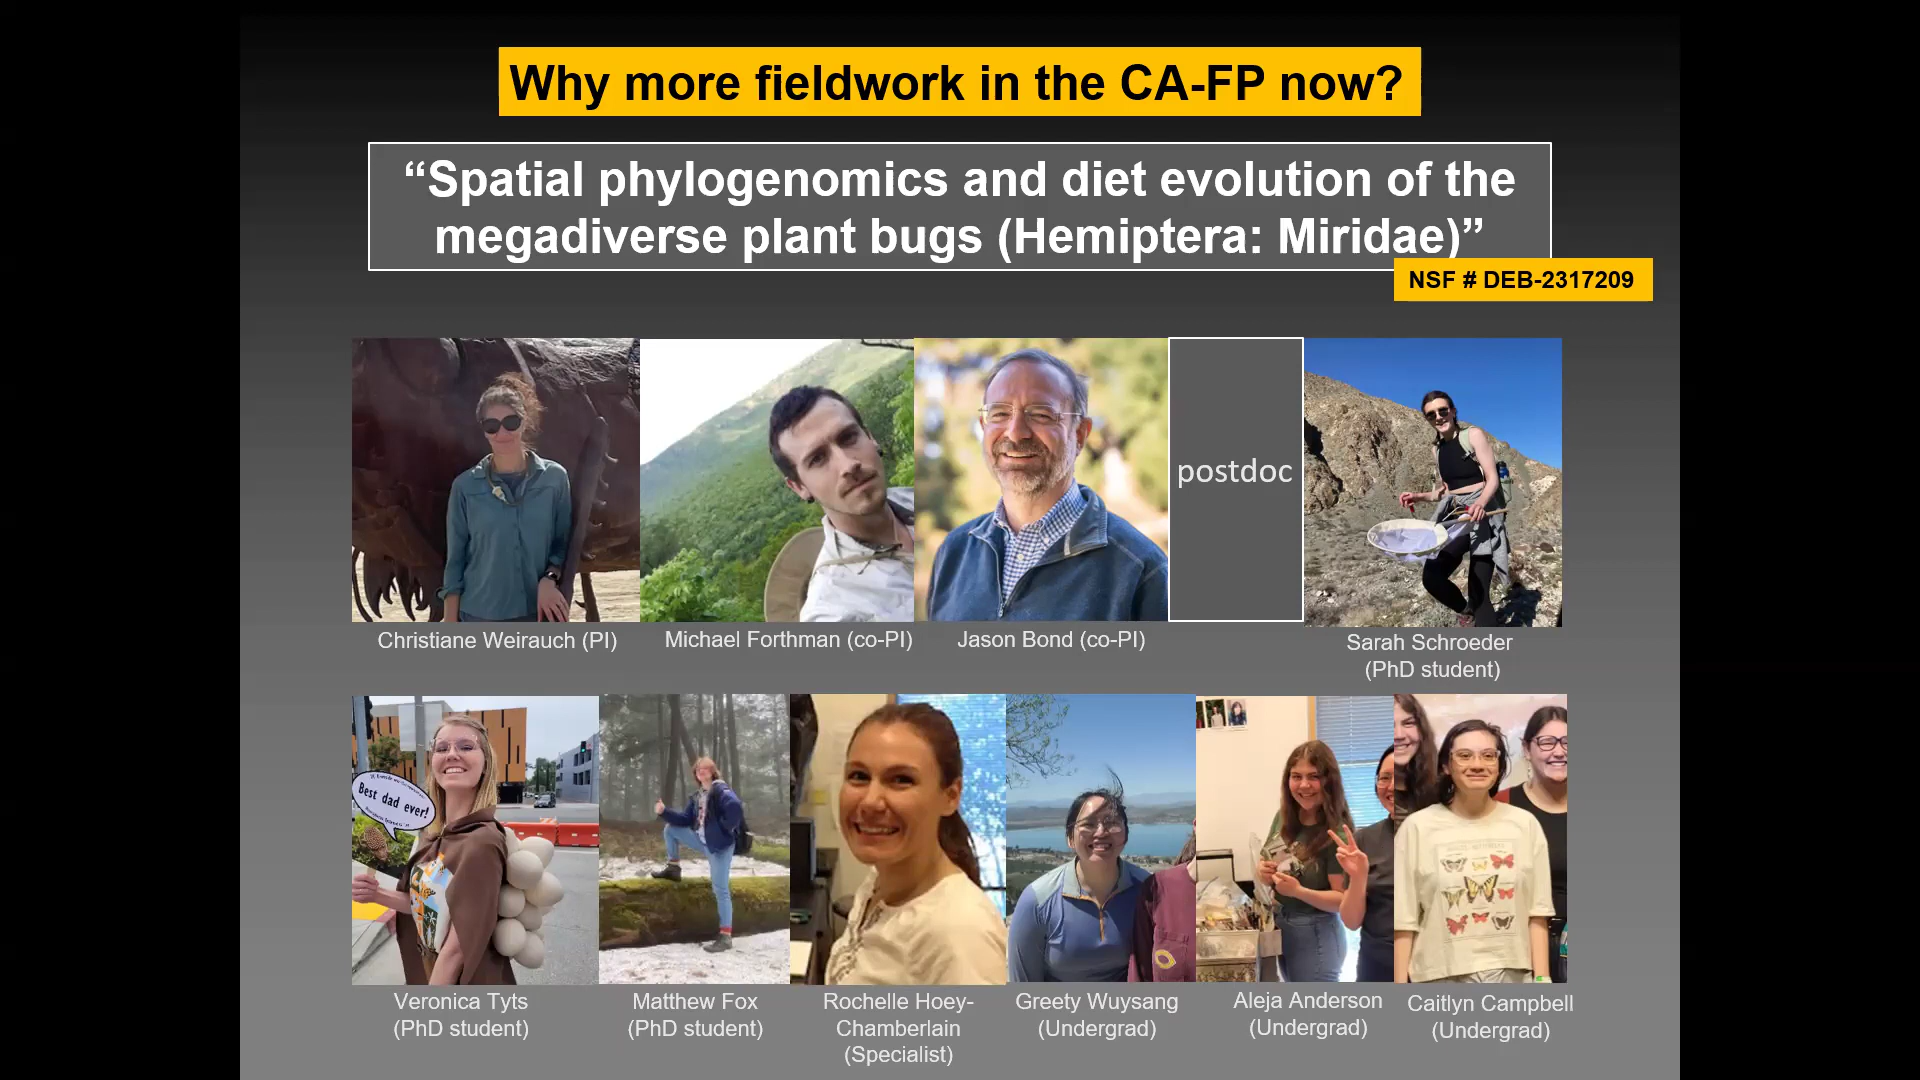 Why more fieldwork in the CA-FP now?
“Spatial phylogenomics and diet evolution of the
megadiverse plant bugs (Hemiptera: Miridae)”
NSF # DEB-2317209
postdoc
Christiane Weirauch (PI)
Michael Forthman (co-PI)
Jason Bond (co-PI)
Sarah Schroeder
(PhD student)
Best dad ever!
Veronica Tyts
(PhD student)
Matthew Fox
(PhD student)
Rochelle Hoey-
Chamberlain
(Specialist)
Greety Wuysang
(Undergrad)
Aleja Anderson
(Undergrad)
Caitlyn Campbell
(Undergrad)